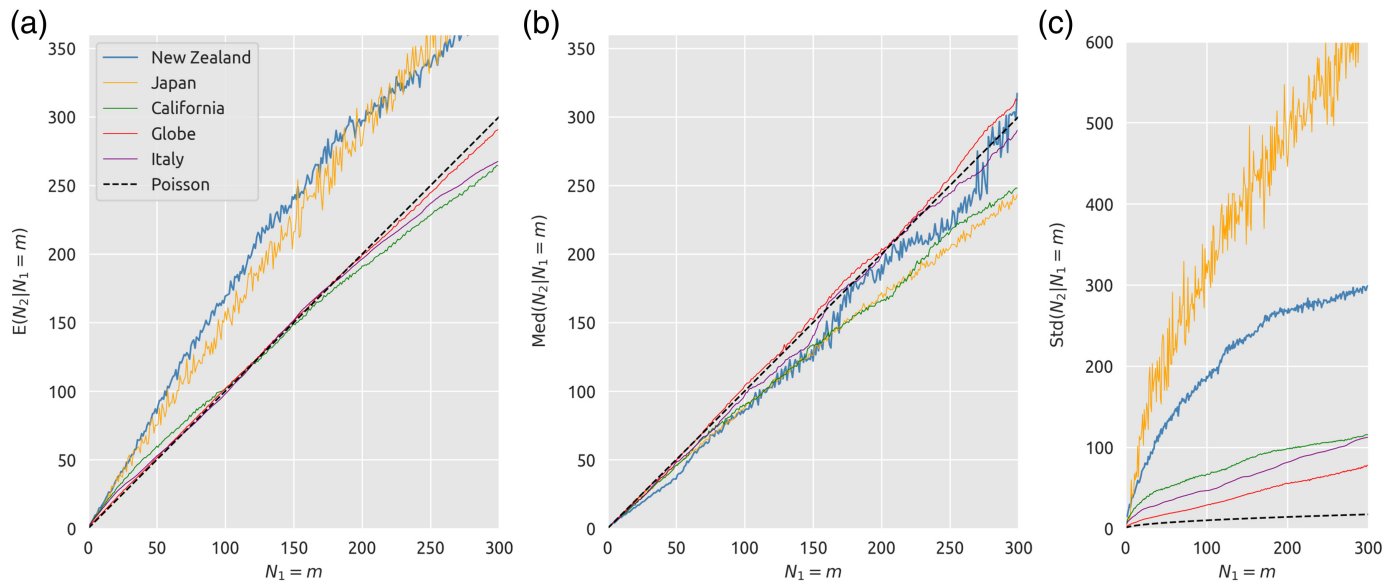 (a)
E(N₂|N₁ = m)
350
300
250
200
150
100
50
0
New Zealand
Japan
California
Globe
Italy
Poisson
0 50 100 150 200 250 300
N₁ = m
(b)
Med(N₂|N₁ = m)
350
300
250
200
150
100
50
0
0 50 100 150 200 250 300
N₁ = m
(c)
Std(N₂|N₁ = m)
600
500
400
300
200
100
0
0 100 200 300
N₁ = m